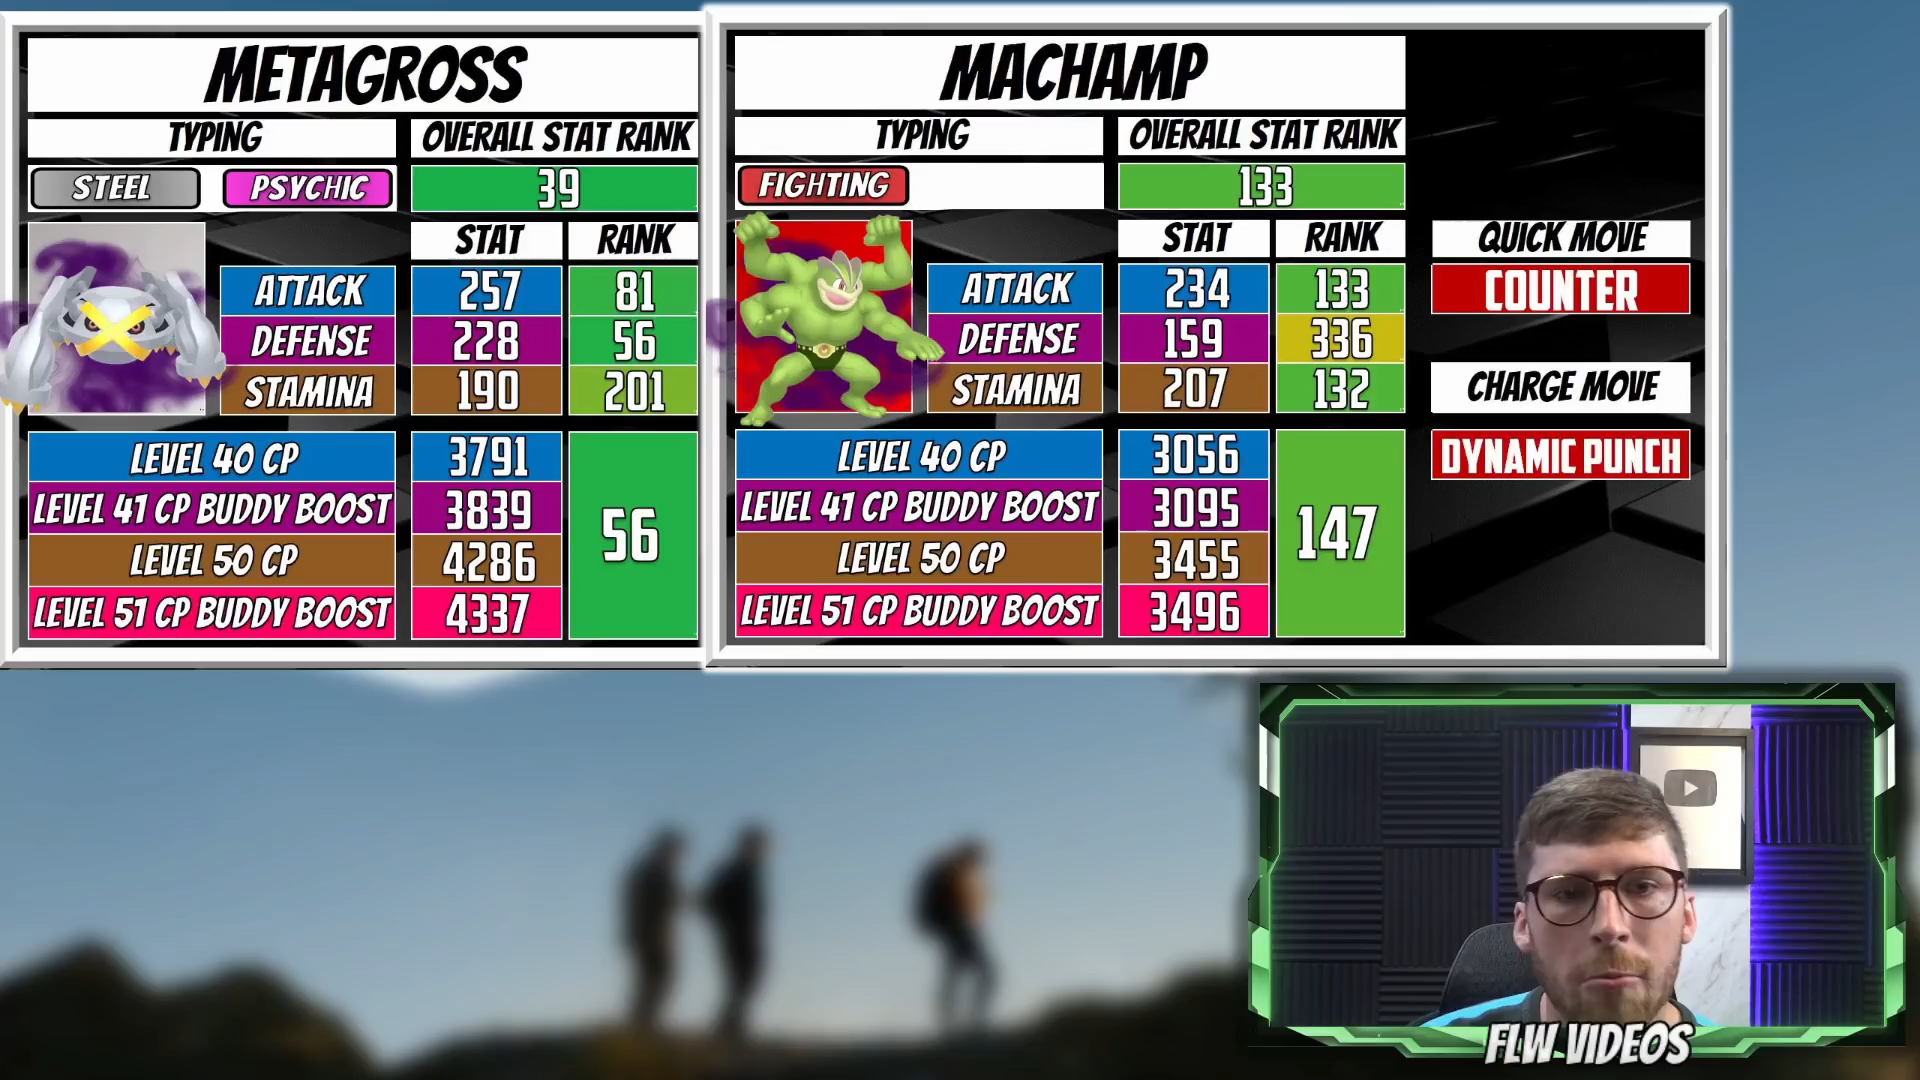 METAGROSS
TYPING OVERALL STAT RANK
STEEL PSYCHIC 39
STAT RANK
ATTACK 257 81
DEFENSE 228 56
STAMINA 190 201
LEVEL 40 CP 3791
LEVEL 41 CP BUDDY BOOST 3839
56
LEVEL 50 CP 4286
LEVEL 51 CP BUDDY BOOST 4337
MACHAMP
TYPING OVERALL STAT RANK
FIGHTING 133
STAT RANK
ATTACK 234 133
DEFENSE 159 336
STAMINA 207 132
LEVEL 40 CP 3056
LEVEL 41 CP BUDDY BOOST 3095
147
LEVEL 50 CP 3455
LEVEL 51 CP BUDDY BOOST 3496
QUICK MOVE
COUNTER
CHARGE MOVE
DYNAMIC PUNCH
FLW VIDEOS